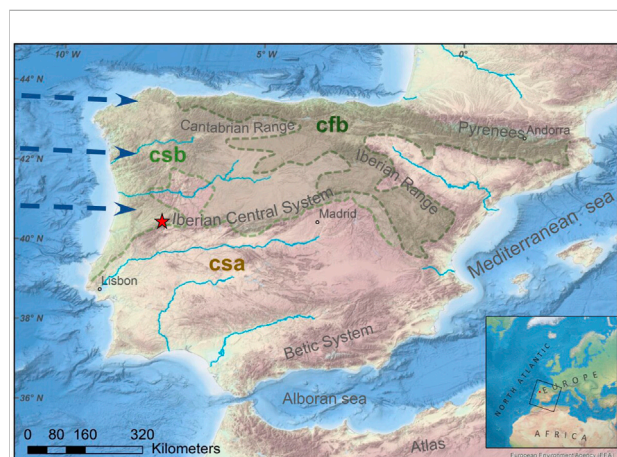 10° W
5° W
0°
44° N
42° N
40° N
38° N
36° N
Cantabrian Range
cfb
Pyrenees
Andorra
csb
Iberian Range
Iberian Central System
Madrid
Mediterranean sea
csa
Lisbon
Betic System
Alborán sea
Atlas
0 80 160 320
Kilometers
NORTH ATLANTIC
EUROPE
AFRICA
European Environment Agency (EEA)